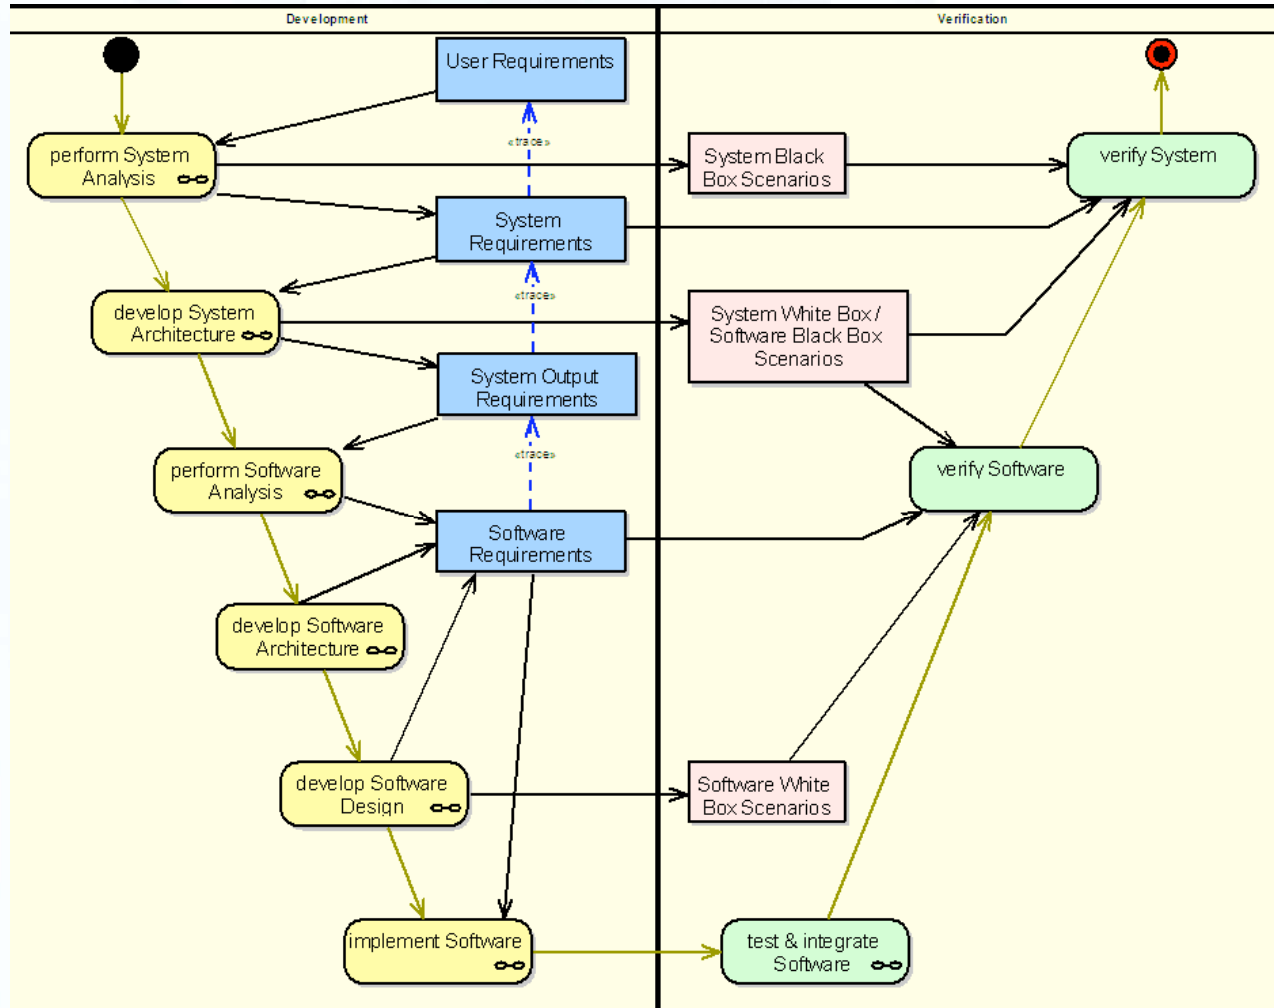 Development
Verification
User Requirements
«trace»
perform System
Analysis
System Black
Box Scenarios
verify System
System
Requirements
«trace»
develop System
Architecture
System White Box /
Software Black Box
Scenarios
System Output
Requirements
«trace»
perform Software
Analysis
verify Software
Software
Requirements
develop Software
Architecture
develop Software
Design
Software White
Box Scenarios
implement Software
test & integrate
Software